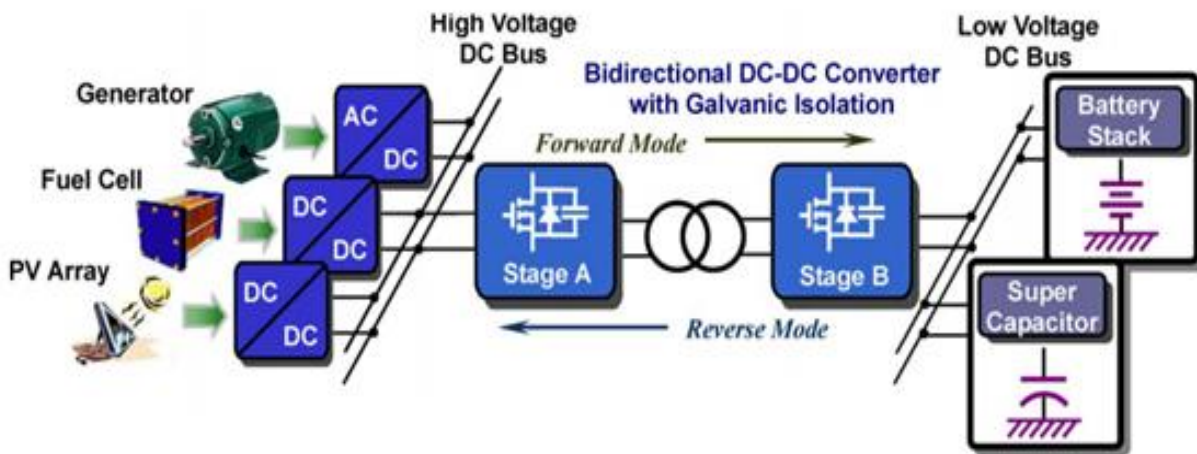 High Voltage
DC Bus
Low Voltage
DC Bus
Bidirectional DC-DC Converter
with Galvanic Isolation
Generator
AC
DC
Forward Mode
Battery
Stack
Fuel Cell
DC
DC
Stage A
Stage B
PV Array
DC
DC
Reverse Mode
Super
Capacitor